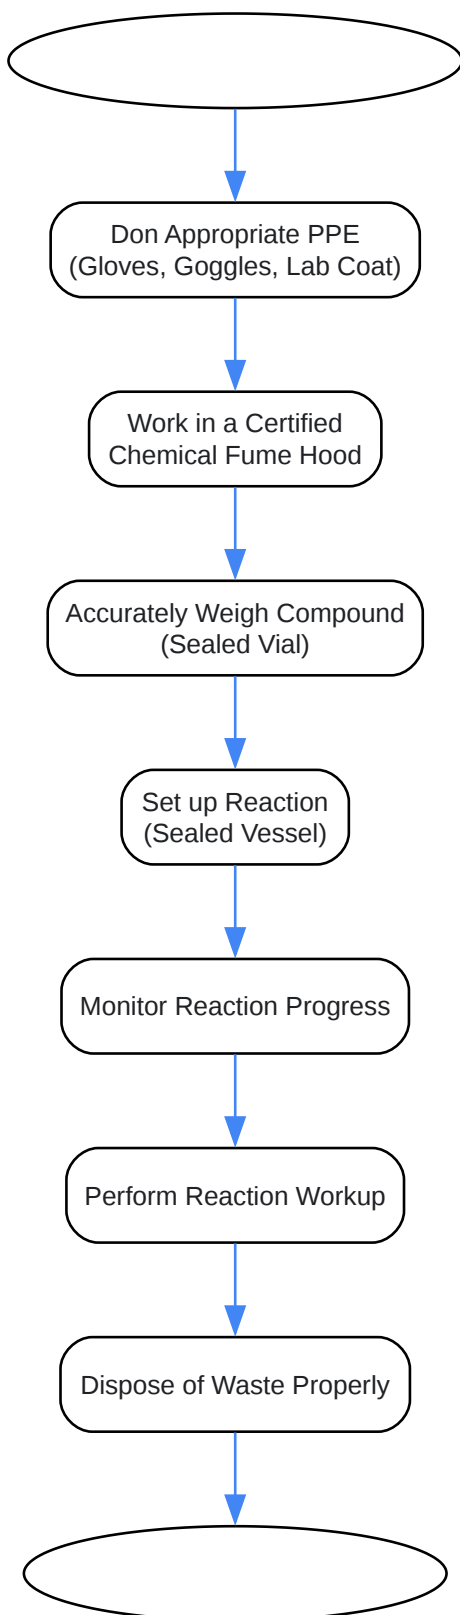 Don Appropriate PPE
(Gloves, Goggles, Lab Coat)
Work in a Certified
Chemical Fume Hood
Accurately Weigh Compound
(Sealed Vial)
Set up Reaction
(Sealed Vessel)
Monitor Reaction Progress
Perform Reaction Workup
Dispose of Waste Properly